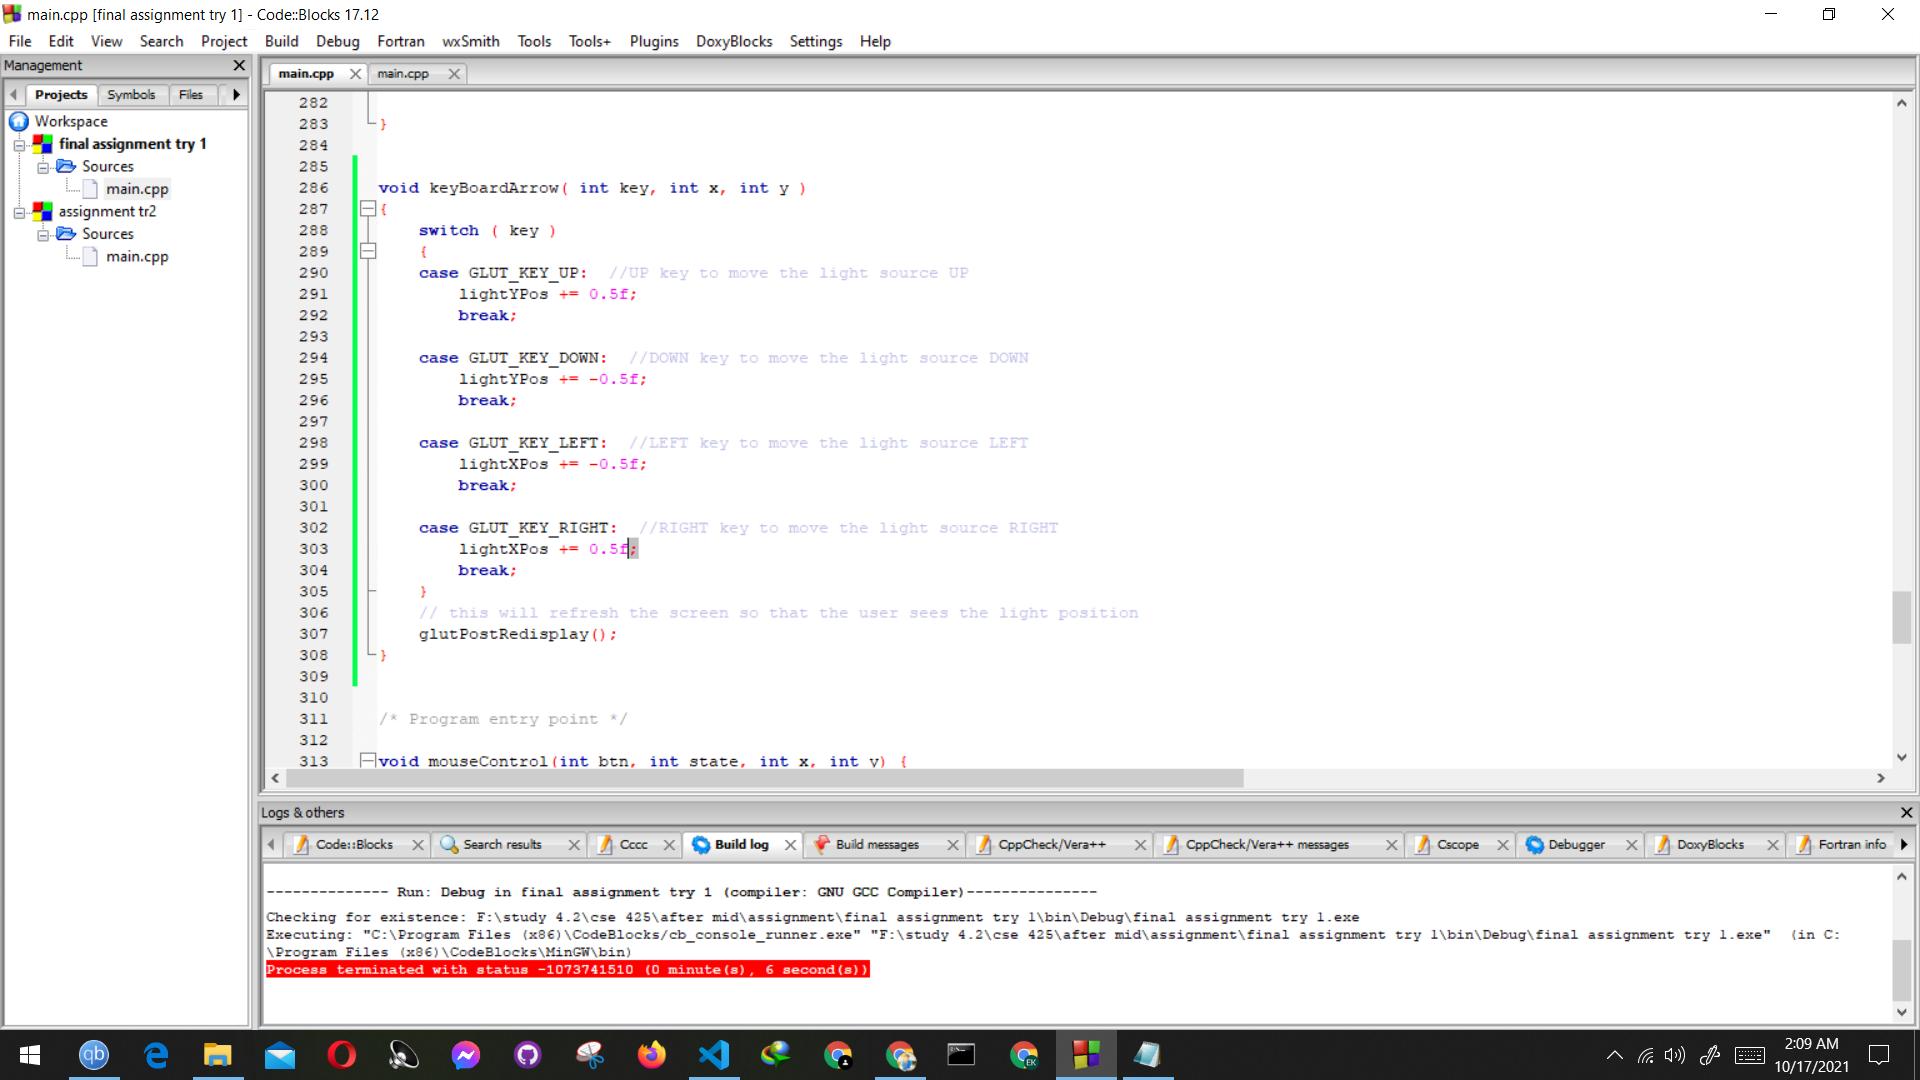 main.cpp [final assignment try 1] - Code::Blocks 17.12
File Edit View Search Project Build Debug Fortran wxSmith Tools Tools+ Plugins DoxyBlocks Settings Help
Management
Projects Symbols Files
Workspace
final assignment try 1
Sources
main.cpp
assignment tr2
Sources
main.cpp
main.cpp main.cpp
282
283 }
284
285
286 void keyBoardArrow( int key, int x, int y )
287 {
288 switch ( key )
289 {
290 case GLUT_KEY_UP: //UP key to move the light source UP
291 lightYPos += 0.5f;
292 break;
293
294 case GLUT_KEY_DOWN: //DOWN key to move the light source DOWN
295 lightYPos += -0.5f;
296 break;
297
298 case GLUT_KEY_LEFT: //LEFT key to move the light source LEFT
299 lightXPos += -0.5f;
300 break;
301
302 case GLUT_KEY_RIGHT: //RIGHT key to move the light source RIGHT
303 lightXPos += 0.5f;
304 break;
305 }
306 // this will refresh the screen so that the user sees the light position
307 glutPostRedisplay();
308 }
309
310
311 /* Program entry point */
312
313 void mouseControl(int btn, int state, int x, int y) {
Logs & others
Code::Blocks Search results Cccc Build log Build messages CppCheck/Vera++ CppCheck/Vera++ messages Cscope Debugger DoxyBlocks Fortran info
-------------- Run: Debug in final assignment try 1 (compiler: GNU GCC Compiler)---------------
Checking for existence: F:\study 4.2\cse 425\after mid\assignment\final assignment try 1\bin\Debug\final assignment try 1.exe
Executing: "C:\Program Files (x86)\CodeBlocks/cb_console_runner.exe" "F:\study 4.2\cse 425\after mid\assignment\final assignment try 1\bin\Debug\final assignment try 1.exe" (in C:
\Program Files (x86)\CodeBlocks\MinGW\bin)
Process terminated with status -1073741510 (0 minute(s), 6 second(s))
qb
EK
2:09 AM
10/17/2021